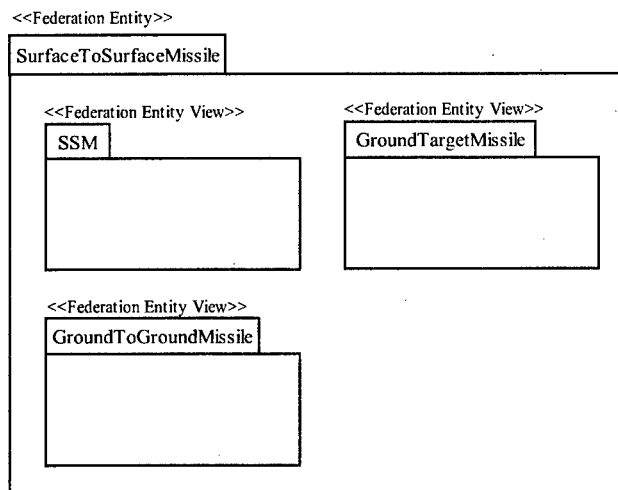 <<Federation Entity>>
SurfaceToSurfaceMissile
<<Federation Entity View>>
SSM
<<Federation Entity View>>
GroundTargetMissile
<<Federation Entity View>>
GroundToGroundMissile